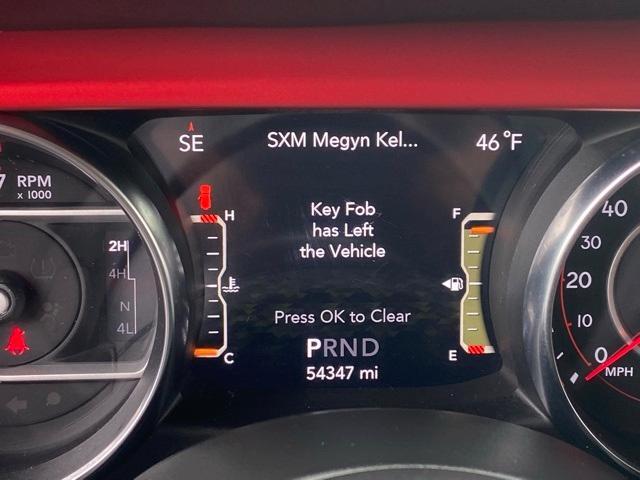 SE
SXM Megyn Kel...
46°F
RPM
x 1000
H
Key Fob
has Left
the Vehicle
F
2H
4H
N
4L
Press OK to Clear
C
E
PRND
54347 mi
40
30
20
10
0
MPH